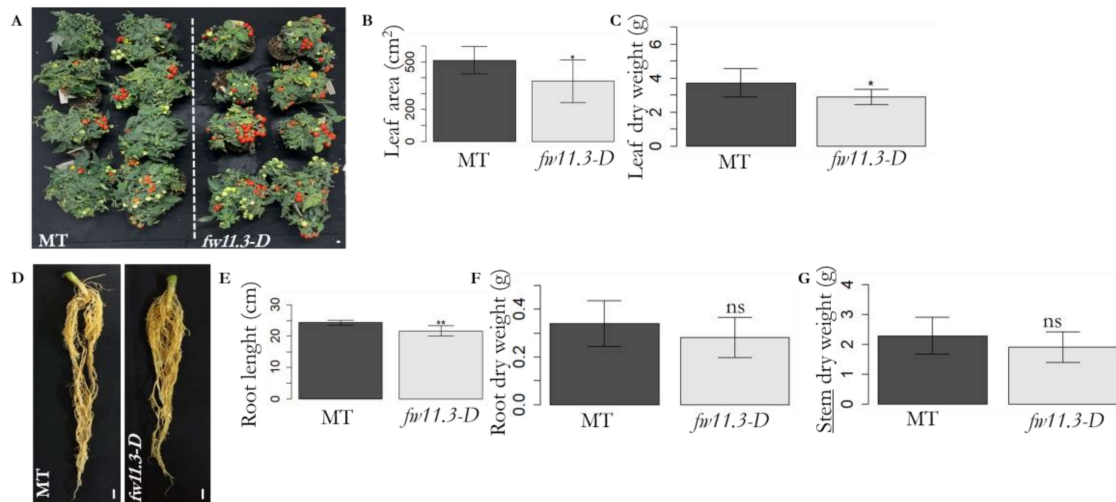 A
MT
fw11.3-D
B
Leaf area (cm²)
0
200
500
*
MT
fw11.3-D
C
Leaf dry weight (g)
0
2
4
6
*
MT
fw11.3-D
D
MT
fw11.3-D
E
Root lenght (cm)
0
10
20
30
**
MT
fw11.3-D
F
Root dry weight (g)
0.0
0.2
0.4
ns
MT
fw11.3-D
G
Stem dry weight (g)
0
1
2
3
4
ns
MT
fw11.3-D